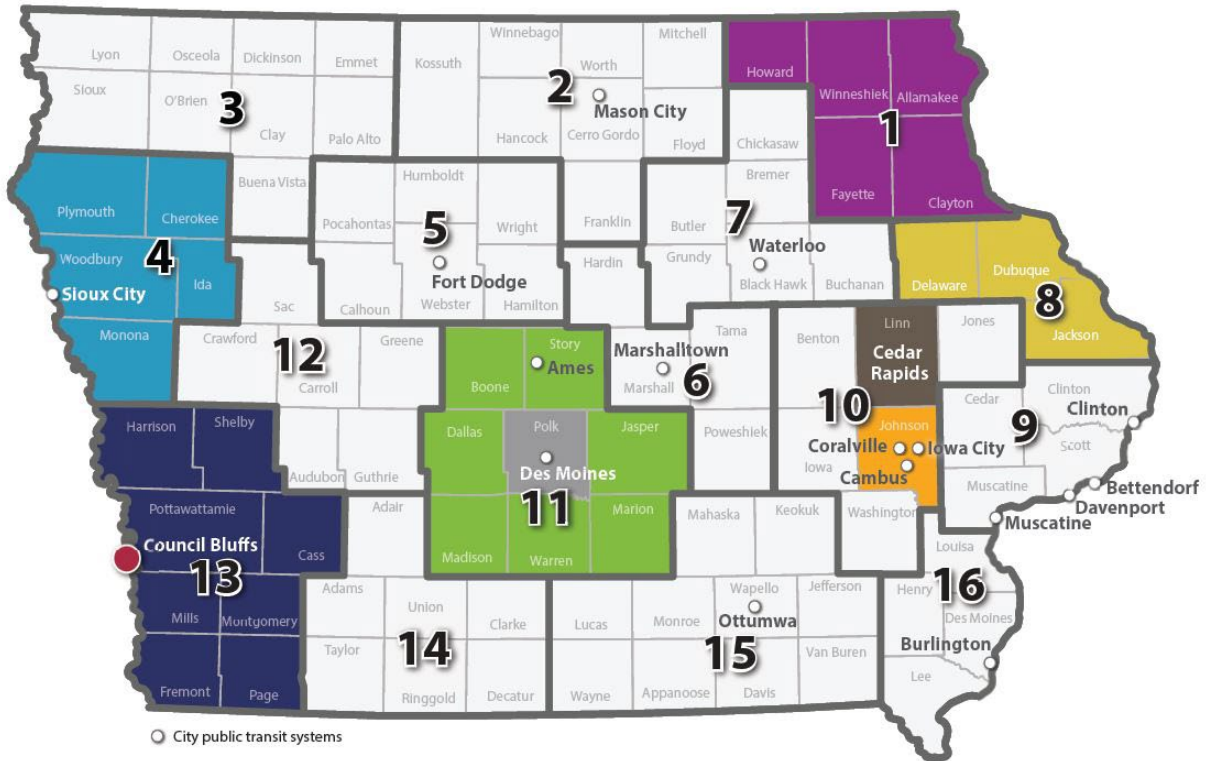 Lyon
Osceola
Dickinson
Emmet
Kossuth
Winnebago
Worth
Mitchell
Howard
Winneshiek
Allamakee
Sioux
O'Brien
Clay
Palo Alto
3
2
Mason City
Hancock
Cerro Gordo
Floyd
Chickasaw
1
Fayette
Clayton
Plymouth
Cherokee
Buena Vista
Pocahontas
Humboldt
Wright
Franklin
Butler
Bremer
4
5
7
Woodbury
Ida
Sioux City
Sac
Calhoun
Fort Dodge
Webster
Hamilton
Hardin
Grundy
Waterloo
Black Hawk
Buchanan
Delaware
Dubuque
8
Jackson
Monona
Crawford
12
Carroll
Greene
Boone
Story
Ames
Marshalltown
Marshall
6
Tama
Benton
Linn
Cedar
Rapids
Jones
10
Cedar
9
Clinton
Clinton
Scott
Harrison
Shelby
Audubon
Guthrie
Dallas
Polk
Des Moines
Jasper
11
Poweshiek
Iowa
Johnson
Coralville
Iowa City
Cambus
Muscatine
Bettendorf
Davenport
Muscatine
Pottawattamie
Council Bluffs
13
Cass
Adair
Madison
Warren
Marion
Mahaska
Keokuk
Washington
Louisa
Mills
Montgomery
Adams
Union
Clarke
14
Lucas
Monroe
Wapello
Ottumwa
15
Jefferson
Henry
16
Des Moines
Burlington
Fremont
Page
Taylor
Ringgold
Decatur
Wayne
Appanoose
Davis
Van Buren
Lee
City public transit systems